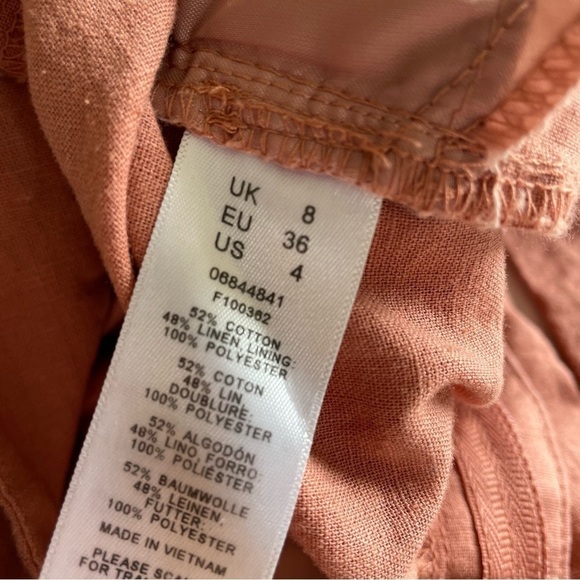 UK 8
EU 36
US 4
06844841
F100362
52% COTTON
48% LINEN, LINING:
100% POLYESTER
52% COTON
48% LIN
DOUBLURE:
100% POLYESTER
52% ALGODÓN
48% LINO, FORRO:
100% POLIÉSTER
52% BAUMWOLLE
48% LEINEN,
FUTTER:
100% POLYESTER
MADE IN VIETNAM
PLEASE
FOR